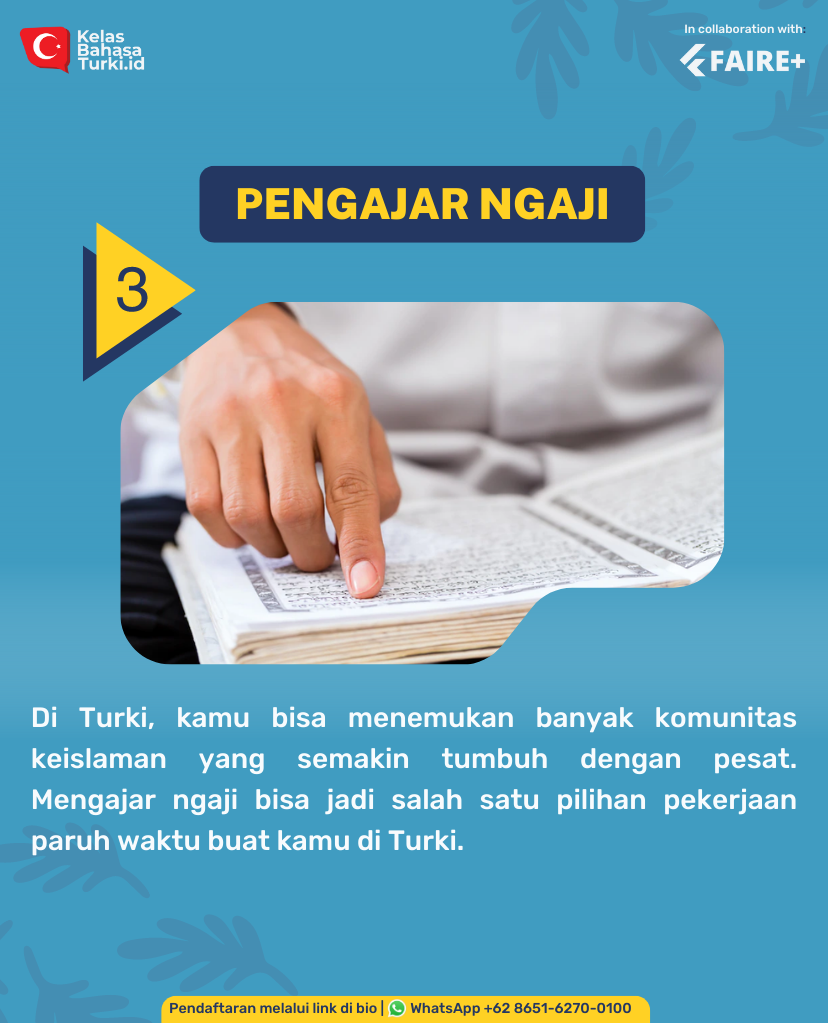 Kelas
Bahasa
Turki.id
In collaboration with:
FAIRE+
PENGAJAR NGAJI
3
Di Turki, kamu bisa menemukan banyak komunitas
keislaman yang semakin tumbuh dengan pesat.
Mengajar ngaji bisa jadi salah satu pilihan pekerjaan
paruh waktu buat kamu di Turki.
Pendaftaran melalui link di bio | WhatsApp +62 8651-6270-0100